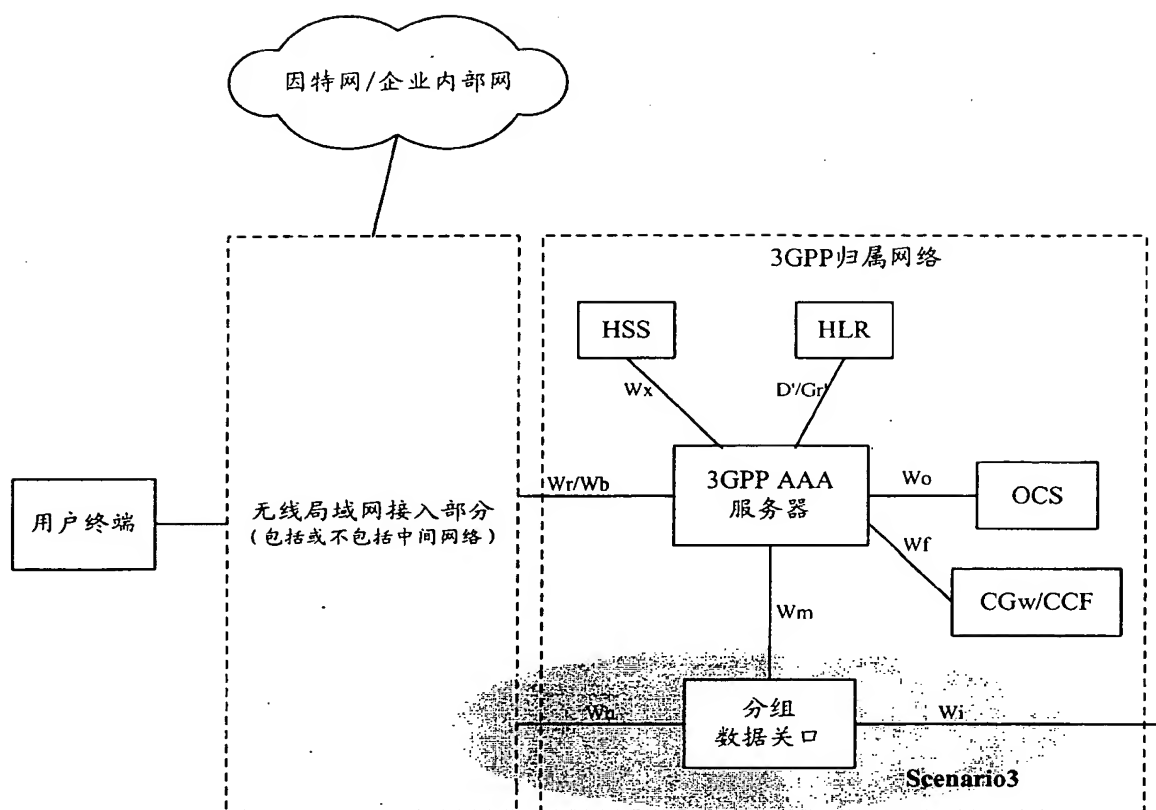 因特网/企业内部网
3GPP归属网络
HSS
HLR
Wx
D'/Gr'
用户终端
无线局域网接入部分
(包括或不包括中间网络)
Wr/Wb
3GPP AAA
服务器
Wo
OCS
Wf
CGw/CCF
Wm
Wn
分组
数据关口
Wi
Scenario3